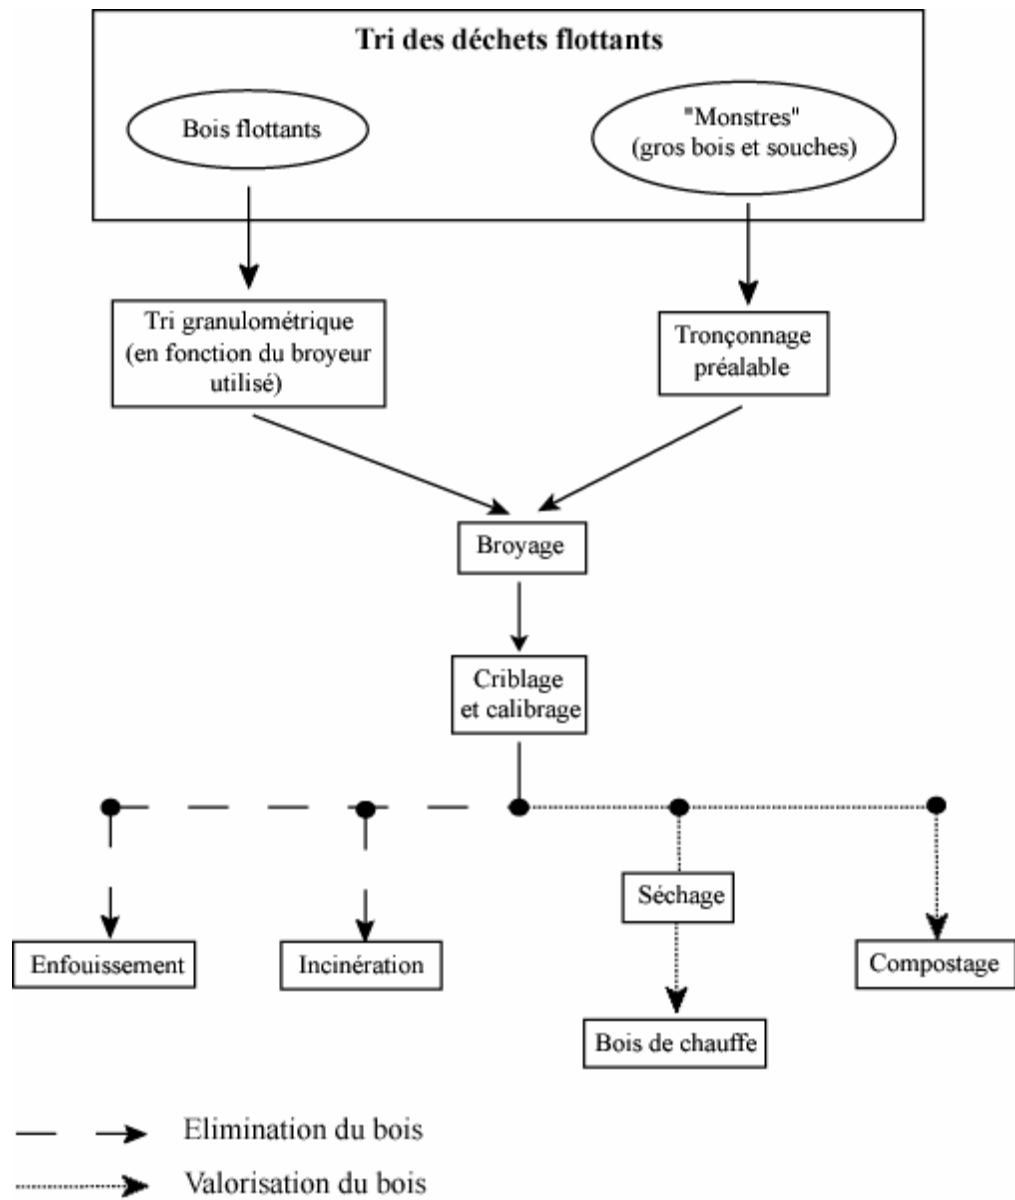 Tri des déchets flottants
Bois flottants
"Monstres"
(gros bois et souches)
Tri granulométrique
(en fonction du broyeur
utilisé)
Tronçonnage
préalable
Broyage
Criblage
et calibrage
Séchage
Enfouissement
Incinération
Compostage
Bois de chauffe
Elimination du bois
Valorisation du bois